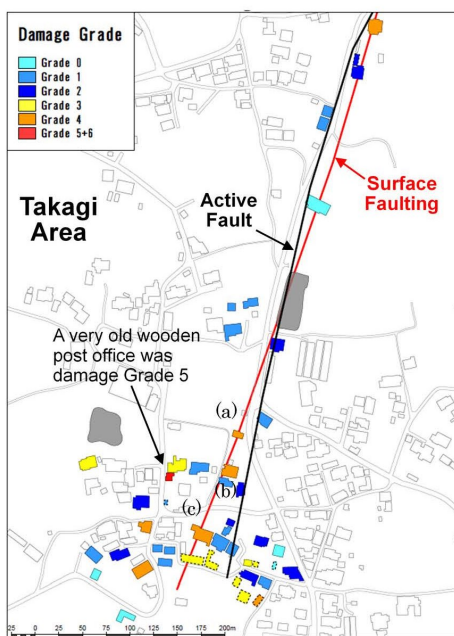 Damage Grade
Grade 0
Grade 1
Grade 2
Grade 3
Grade 4
Grade 5+6
Takagi
Area
Active
Fault
Surface
Faulting
A very old wooden
post office was
damage Grade 5
(a)
(b)
(c)
25 0 25 50 75 100 125 150 175 200m